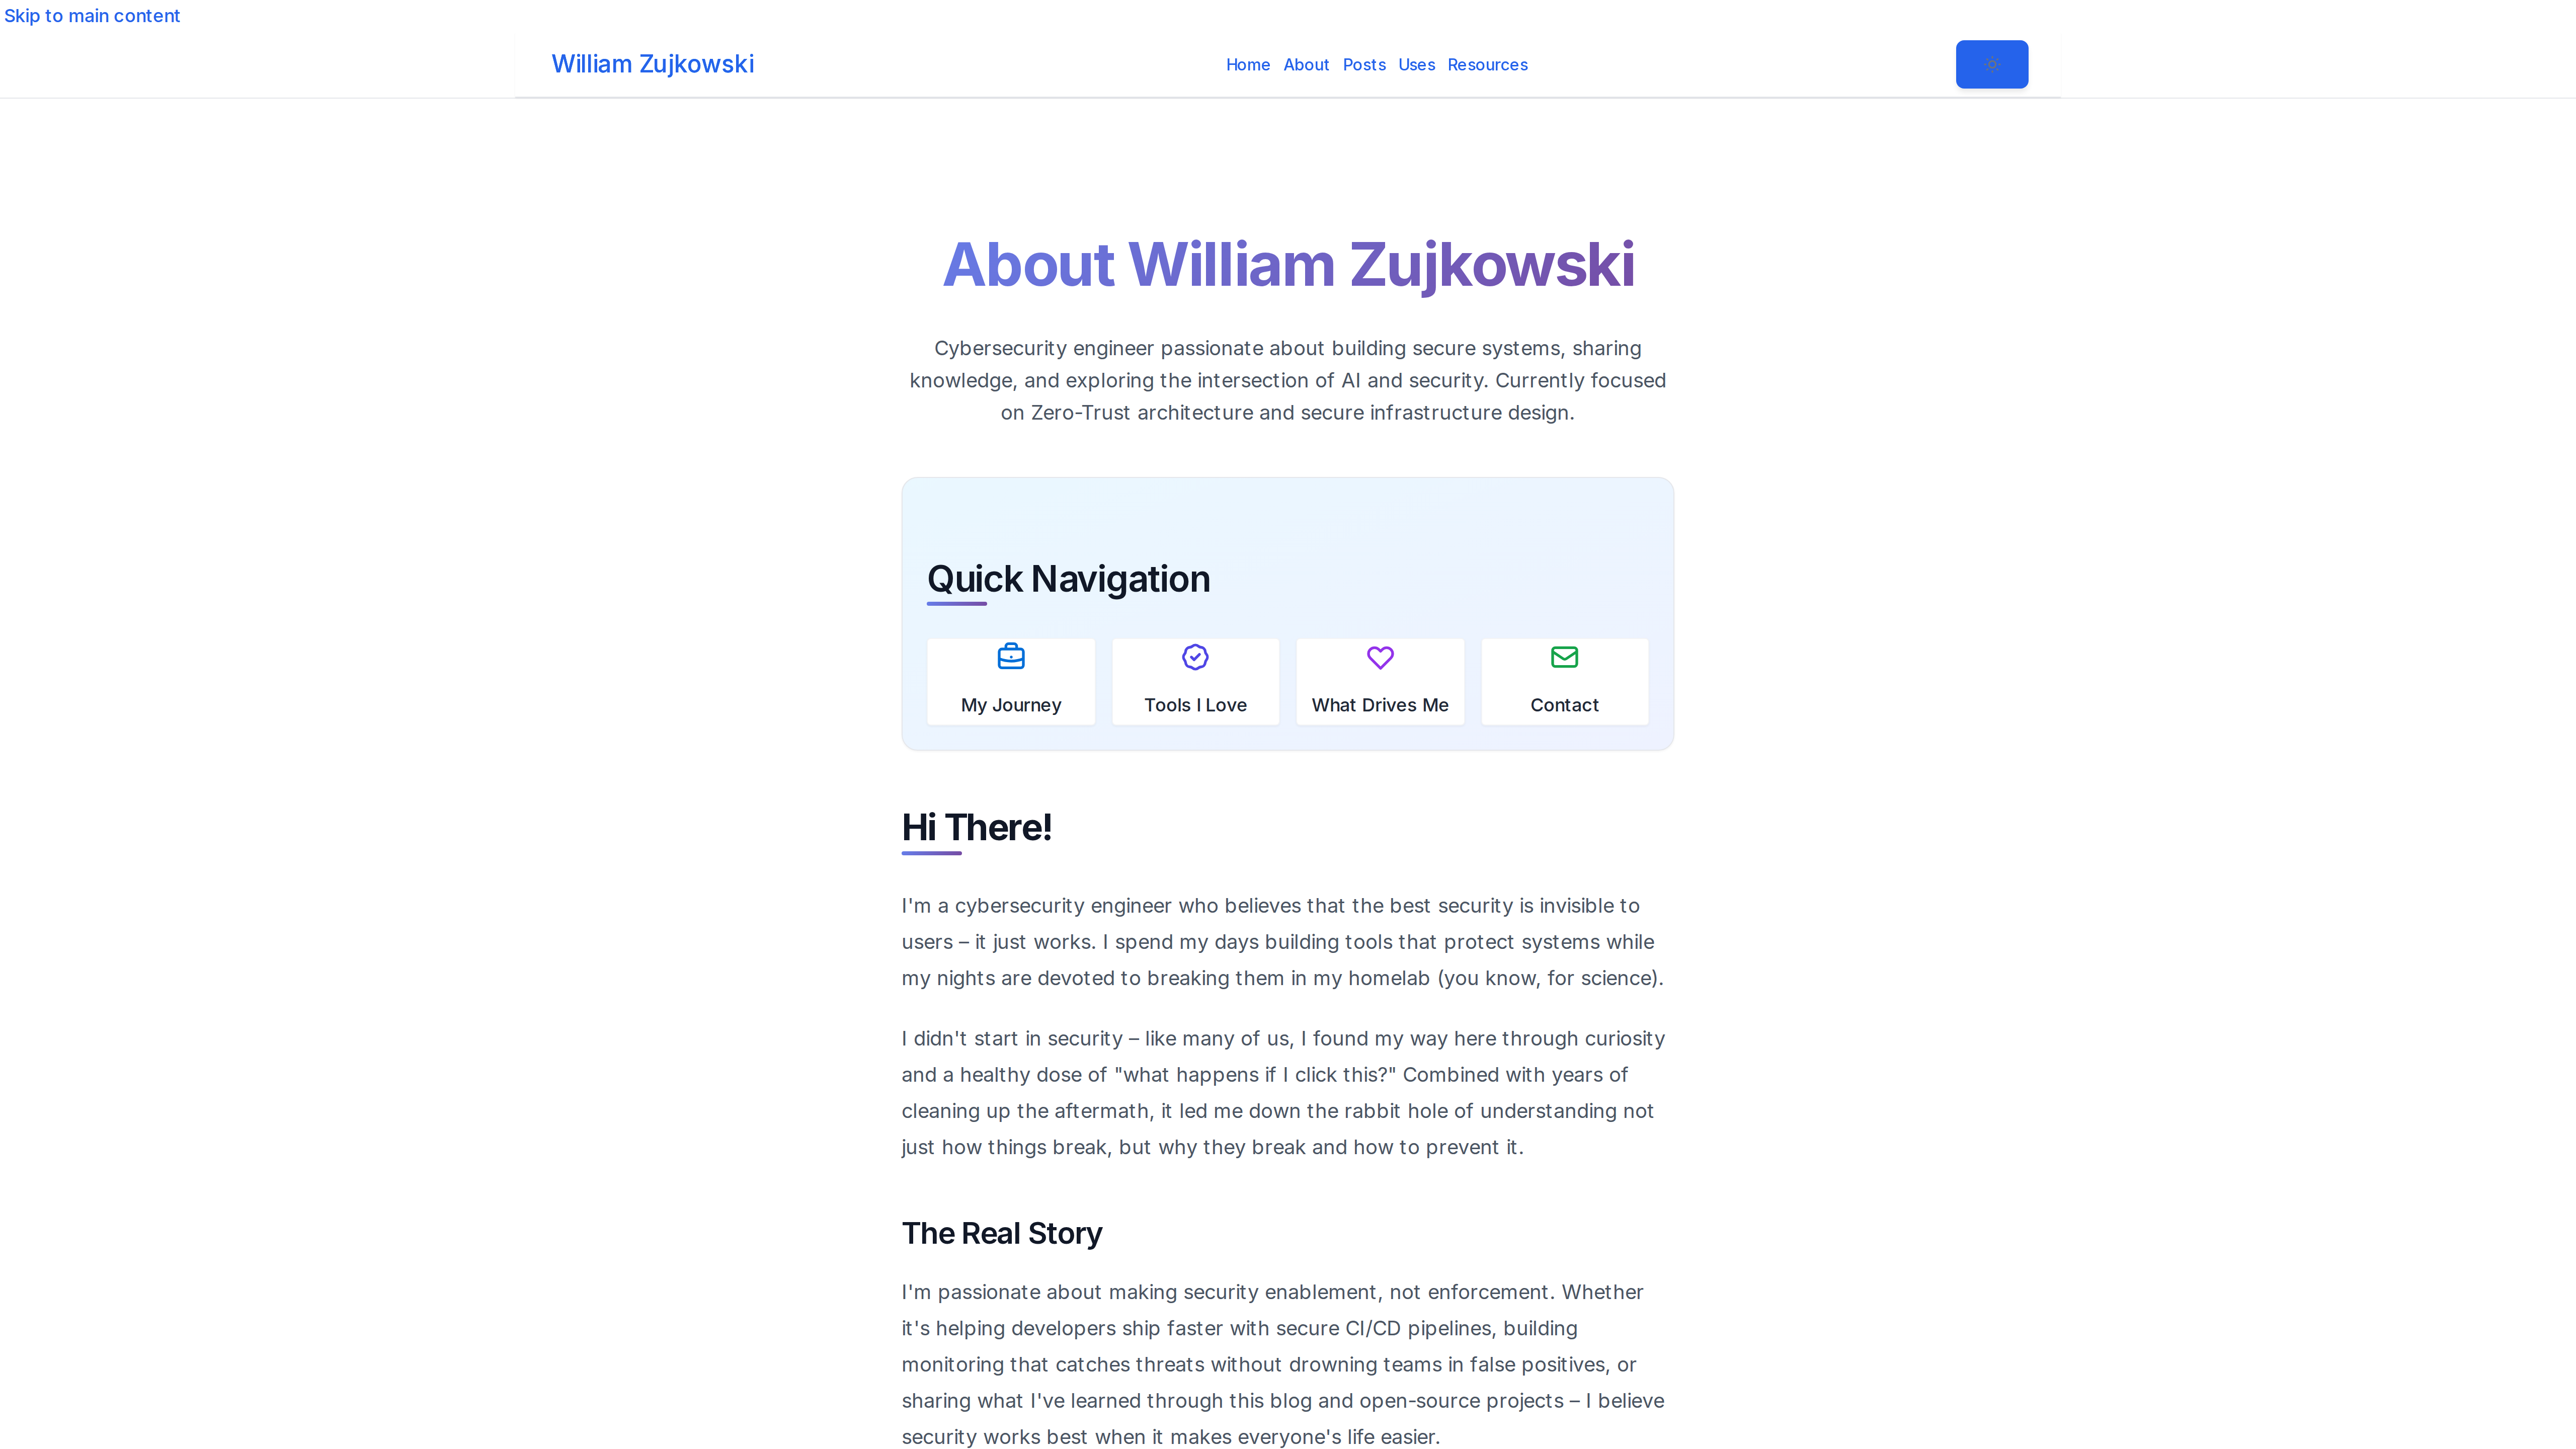 Skip to main content
William Zujkowski
Home About Posts Uses Resources
About William Zujkowski
Cybersecurity engineer passionate about building secure systems, sharing
knowledge, and exploring the intersection of AI and security. Currently focused
on Zero-Trust architecture and secure infrastructure design.
Quick Navigation
My Journey
Tools I Love
What Drives Me
Contact
Hi There!
I'm a cybersecurity engineer who believes that the best security is invisible to
users – it just works. I spend my days building tools that protect systems while
my nights are devoted to breaking them in my homelab (you know, for science).
I didn't start in security – like many of us, I found my way here through curiosity
and a healthy dose of "what happens if I click this?" Combined with years of
cleaning up the aftermath, it led me down the rabbit hole of understanding not
just how things break, but why they break and how to prevent it.
The Real Story
I'm passionate about making security enablement, not enforcement. Whether
it's helping developers ship faster with secure CI/CD pipelines, building
monitoring that catches threats without drowning teams in false positives, or
sharing what I've learned through this blog and open-source projects – I believe
security works best when it makes everyone's life easier.